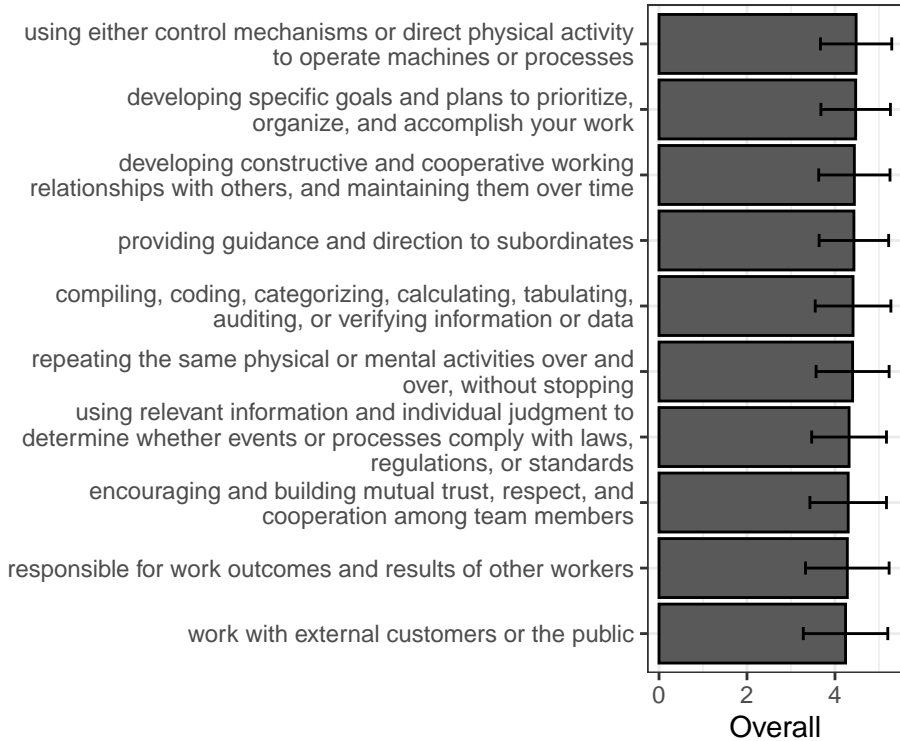 using either control mechanisms or direct physical activity
to operate machines or processes
developing specific goals and plans to prioritize,
organize, and accomplish your work
developing constructive and cooperative working
relationships with others, and maintaining them over time
providing guidance and direction to subordinates
compiling, coding, categorizing, calculating, tabulating,
auditing, or verifying information or data
repeating the same physical or mental activities over and
over, without stopping
using relevant information and individual judgment to
determine whether events or processes comply with laws,
regulations, or standards
encouraging and building mutual trust, respect, and
cooperation among team members
responsible for work outcomes and results of other workers
work with external customers or the public
0 2 4
Overall